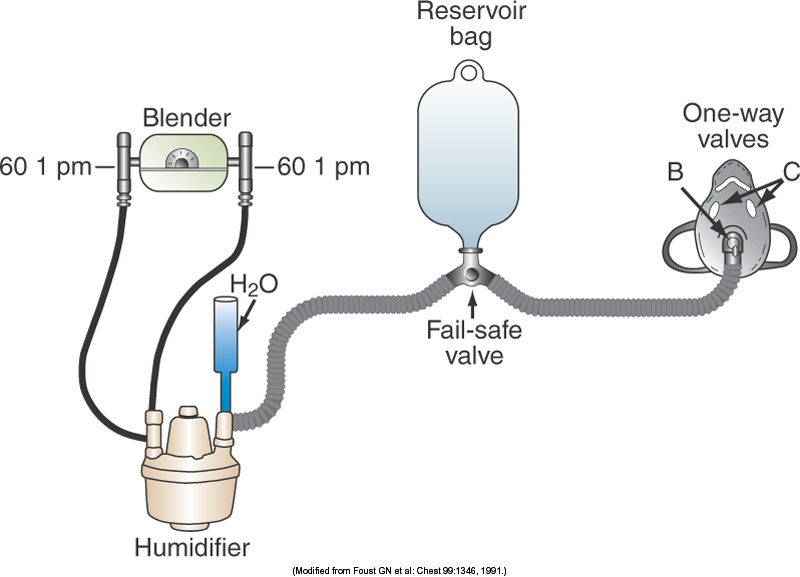 Reservoir
bag
Blender
60 1 pm
60 1 pm
One-way
valves
B
C
H₂O
Fail-safe
valve
Humidifier
(Modified from Foust GN et al: Chest 99:1346, 1991.)